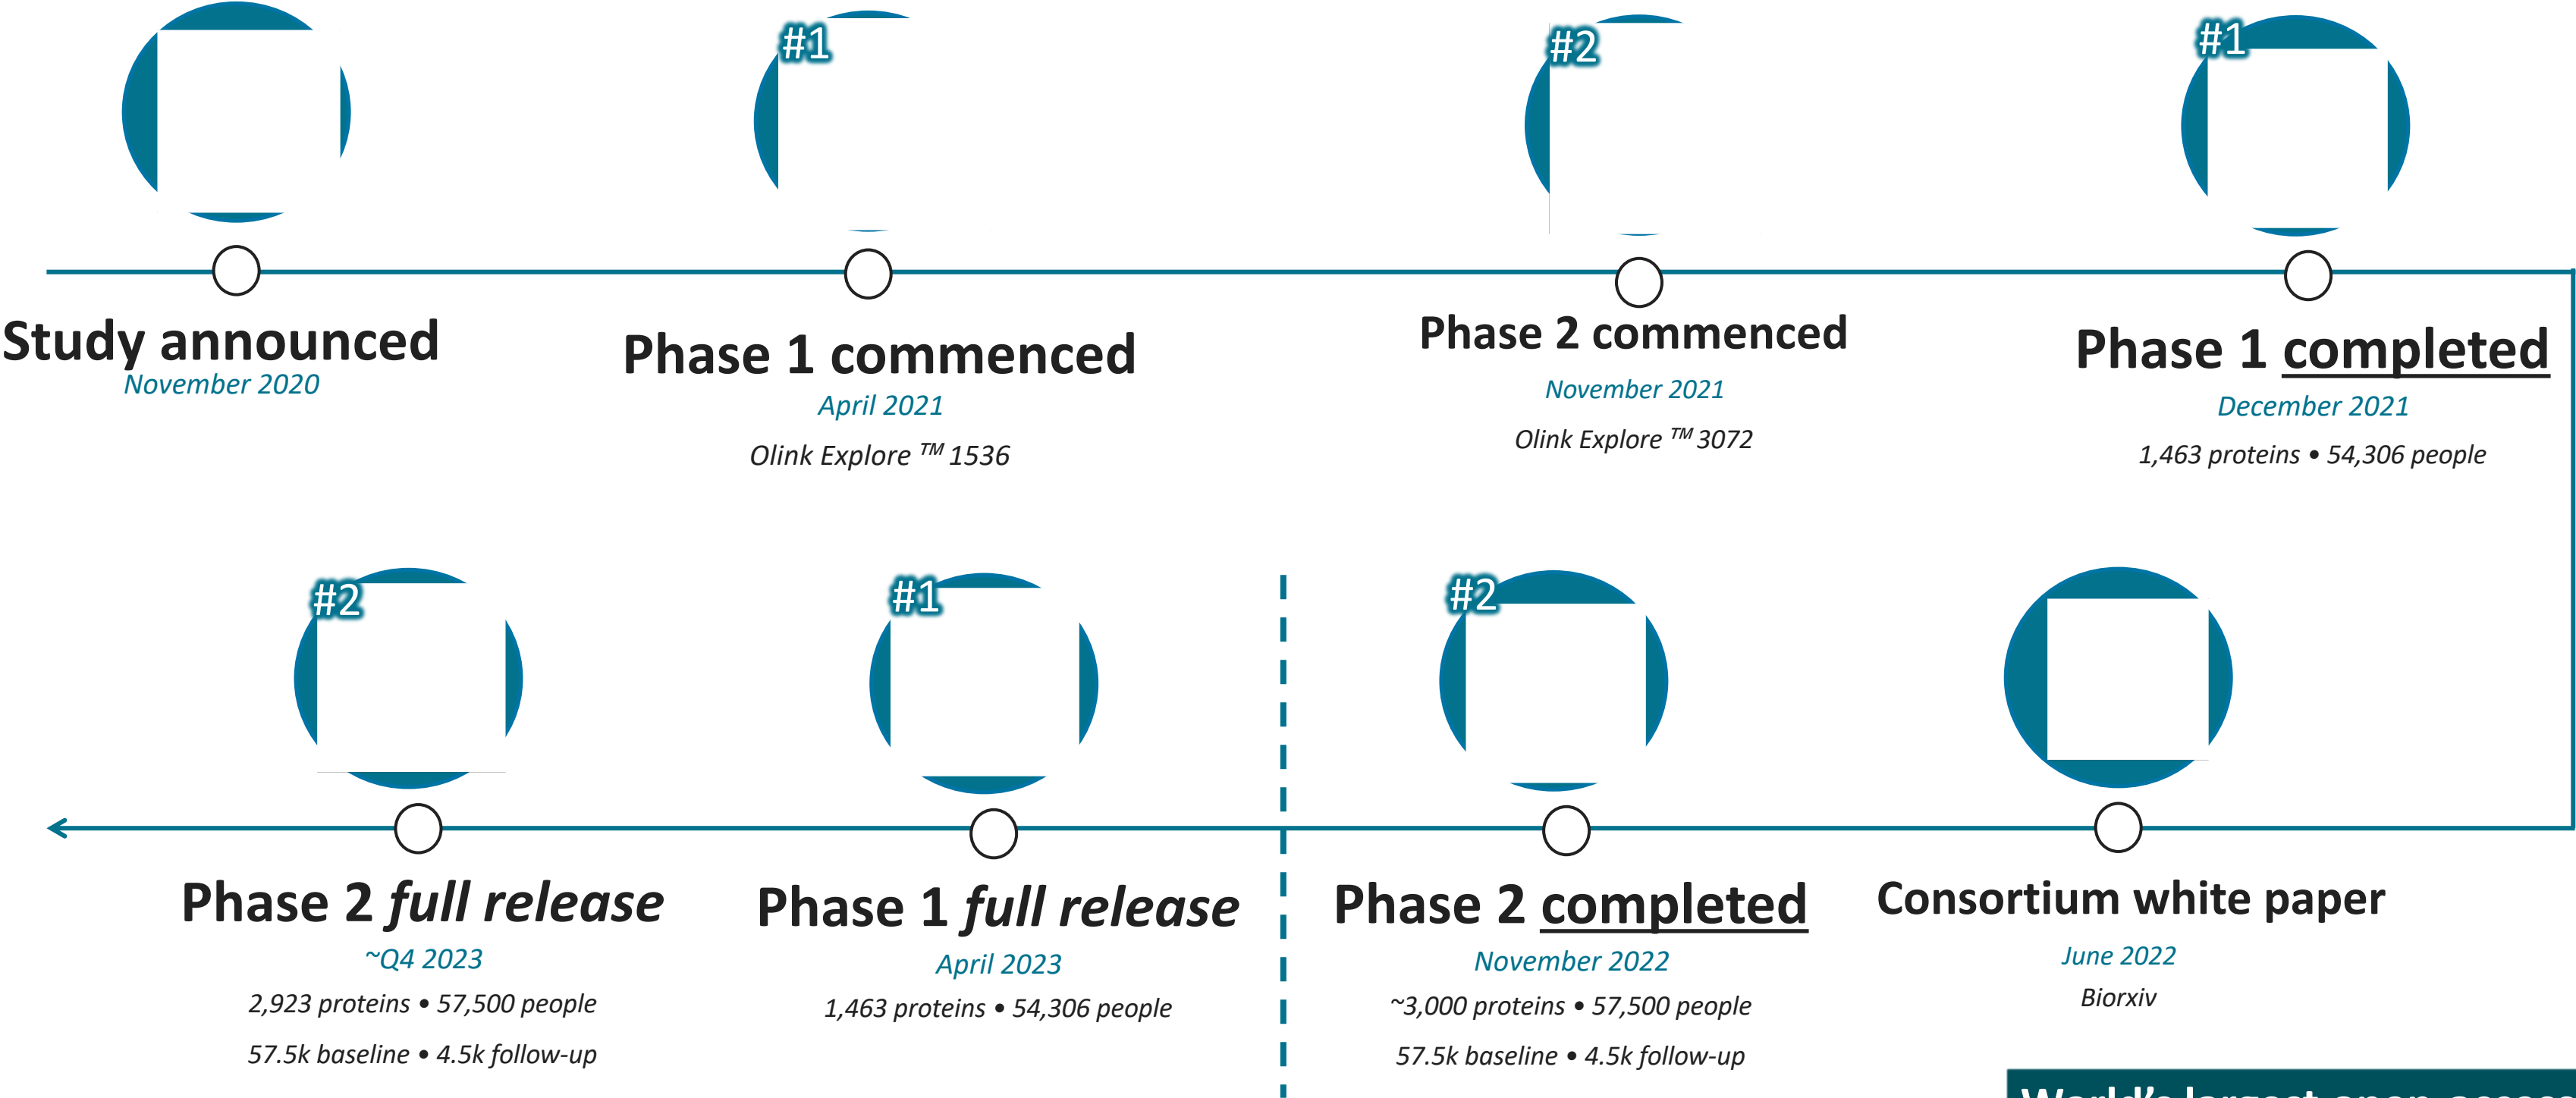 #1
#2
#1
Study announced
November 2020
Phase 1 commenced
April 2021
Olink Explore ™ 1536
Phase 2 commenced
November 2021
Olink Explore ™ 3072
Phase 1 completed
December 2021
1,463 proteins • 54,306 people
#2
#1
#2
Phase 2 full release
~Q4 2023
2,923 proteins • 57,500 people
57.5k baseline • 4.5k follow-up
Phase 1 full release
April 2023
1,463 proteins • 54,306 people
Phase 2 completed
November 2022
~3,000 proteins • 57,500 people
57.5k baseline • 4.5k follow-up
Consortium white paper
June 2022
Biorxiv
World's largest open-access